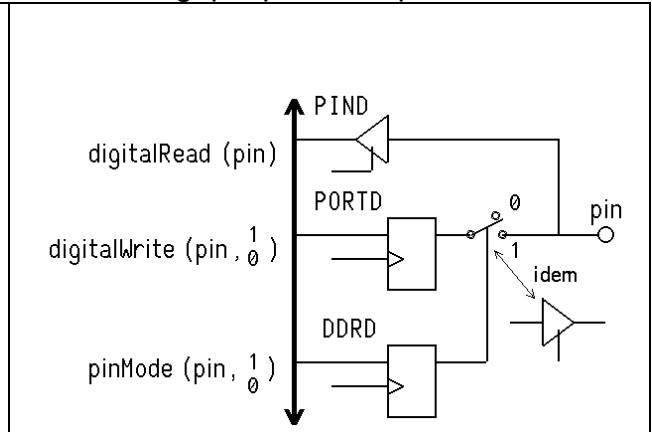 PIND
digitalRead (pin)
PORTD
0
pin
digitalWrite (pin, 1 0)
1
idem
DDRD
pinMode (pin, 1 0)